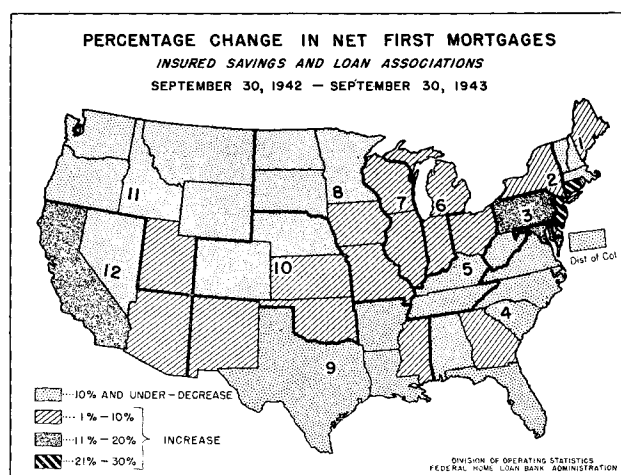 PERCENTAGE CHANGE IN NET FIRST MORTGAGES
INSURED SAVINGS AND LOAN ASSOCIATIONS
SEPTEMBER 30, 1942 — SEPTEMBER 30, 1943
1
2
3
4
5
6
7
8
9
10
11
12
Dist of Col
10% AND UNDER-DECREASE
1% - 10%
11% - 20%
21% - 30%
INCREASE
DIVISION OF OPERATING STATISTICS
FEDERAL HOME LOAN BANK ADMINISTRATION